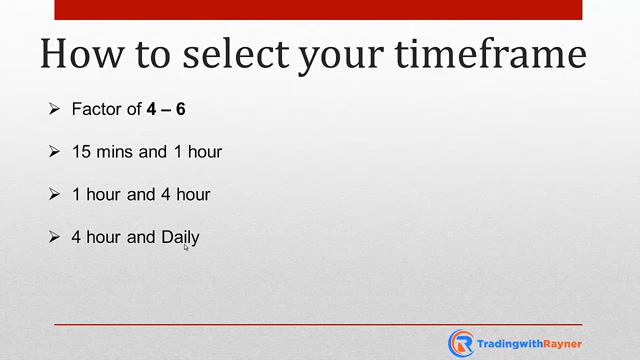 How to select your timeframe
Factor of 4 – 6
15 mins and 1 hour
1 hour and 4 hour
4 hour and Daily
TradingwithRayner